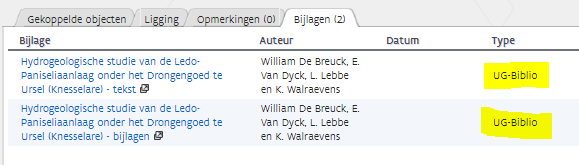 Gekoppelde objecten Ligging Opmerkingen (0) Bijlagen (2)
Bijlage Auteur Datum Type
Hydrogeologische studie van de Ledo-
Paniseliaanlaag onder het Drongengoed te
Ursel (Knesselare) - tekst
William De Breuck, E.
Van Dyck, L. Lebbe
en K. Walraevens
UG-Biblio
Hydrogeologische studie van de Ledo-
Paniseliaanlaag onder het Drongengoed te
Ursel (Knesselare) - bijlagen
William De Breuck, E.
Van Dyck, L. Lebbe
en K. Walraevens
UG-Biblio